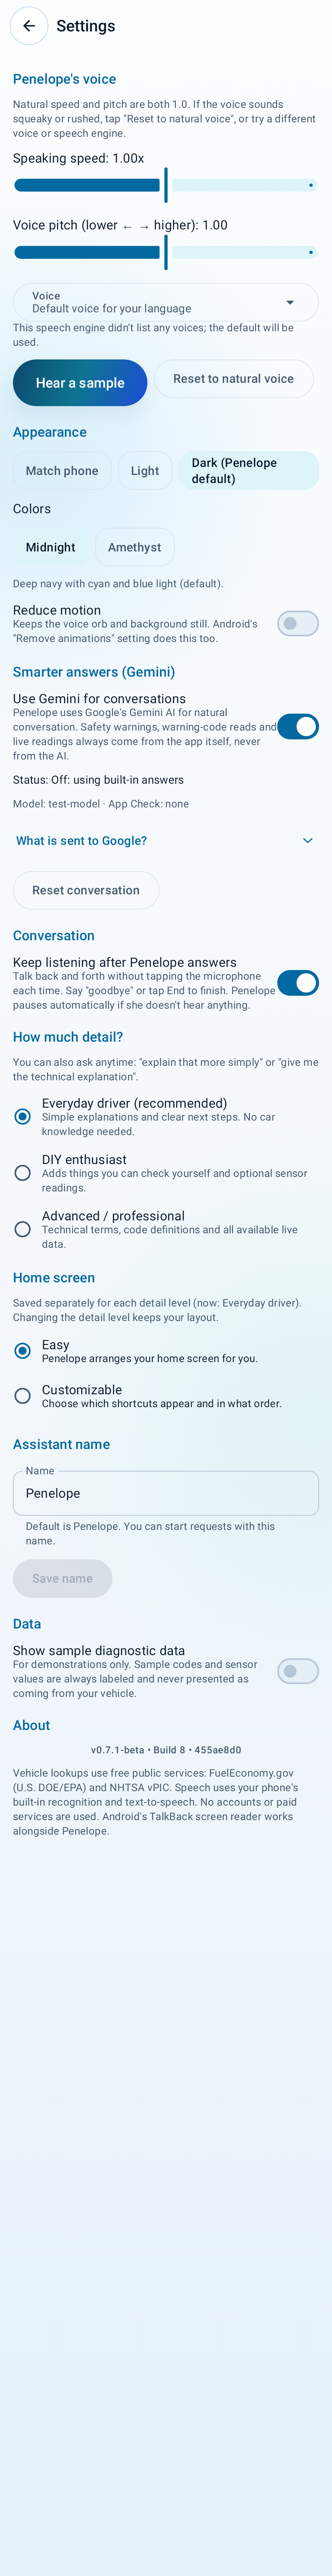 Settings
Penelope's voice
Natural speed and pitch are both 1.0. If the voice sounds
squeaky or rushed, tap "Reset to natural voice", or try a different
voice or speech engine.
Speaking speed: 1.00x
Voice pitch (lower ← → higher): 1.00
Voice
Default voice for your language
This speech engine didn't list any voices; the default will be
used.
Hear a sample
Reset to natural voice
Appearance
Match phone
Light
Dark (Penelope
default)
Colors
Midnight
Amethyst
Deep navy with cyan and blue light (default).
Reduce motion
Keeps the voice orb and background still. Android's
"Remove animations" setting does this too.
Smarter answers (Gemini)
Use Gemini for conversations
Penelope uses Google's Gemini AI for natural
conversation. Safety warnings, warning-code reads and
live readings always come from the app itself, never
from the AI.
Status: Off: using built-in answers
Model: test-model · App Check: none
What is sent to Google?
Reset conversation
Conversation
Keep listening after Penelope answers
Talk back and forth without tapping the microphone
each time. Say "goodbye" or tap End to finish. Penelope
pauses automatically if she doesn't hear anything.
How much detail?
You can also ask anytime: "explain that more simply" or "give me
the technical explanation".
Everyday driver (recommended)
Simple explanations and clear next steps. No car
knowledge needed.
DIY enthusiast
Adds things you can check yourself and optional sensor
readings.
Advanced / professional
Technical terms, code definitions and all available live
data.
Home screen
Saved separately for each detail level (now: Everyday driver).
Changing the detail level keeps your layout.
Easy
Penelope arranges your home screen for you.
Customizable
Choose which shortcuts appear and in what order.
Assistant name
Name
Penelope
Default is Penelope. You can start requests with this
name.
Save name
Data
Show sample diagnostic data
For demonstrations only. Sample codes and sensor
values are always labeled and never presented as
coming from your vehicle.
About
v0.7.1-beta • Build 8 • 455ae8d0
Vehicle lookups use free public services: FuelEconomy.gov
(U.S. DOE/EPA) and NHTSA vPIC. Speech uses your phone's
built-in recognition and text-to-speech. No accounts or paid
services are used. Android's TalkBack screen reader works
alongside Penelope.